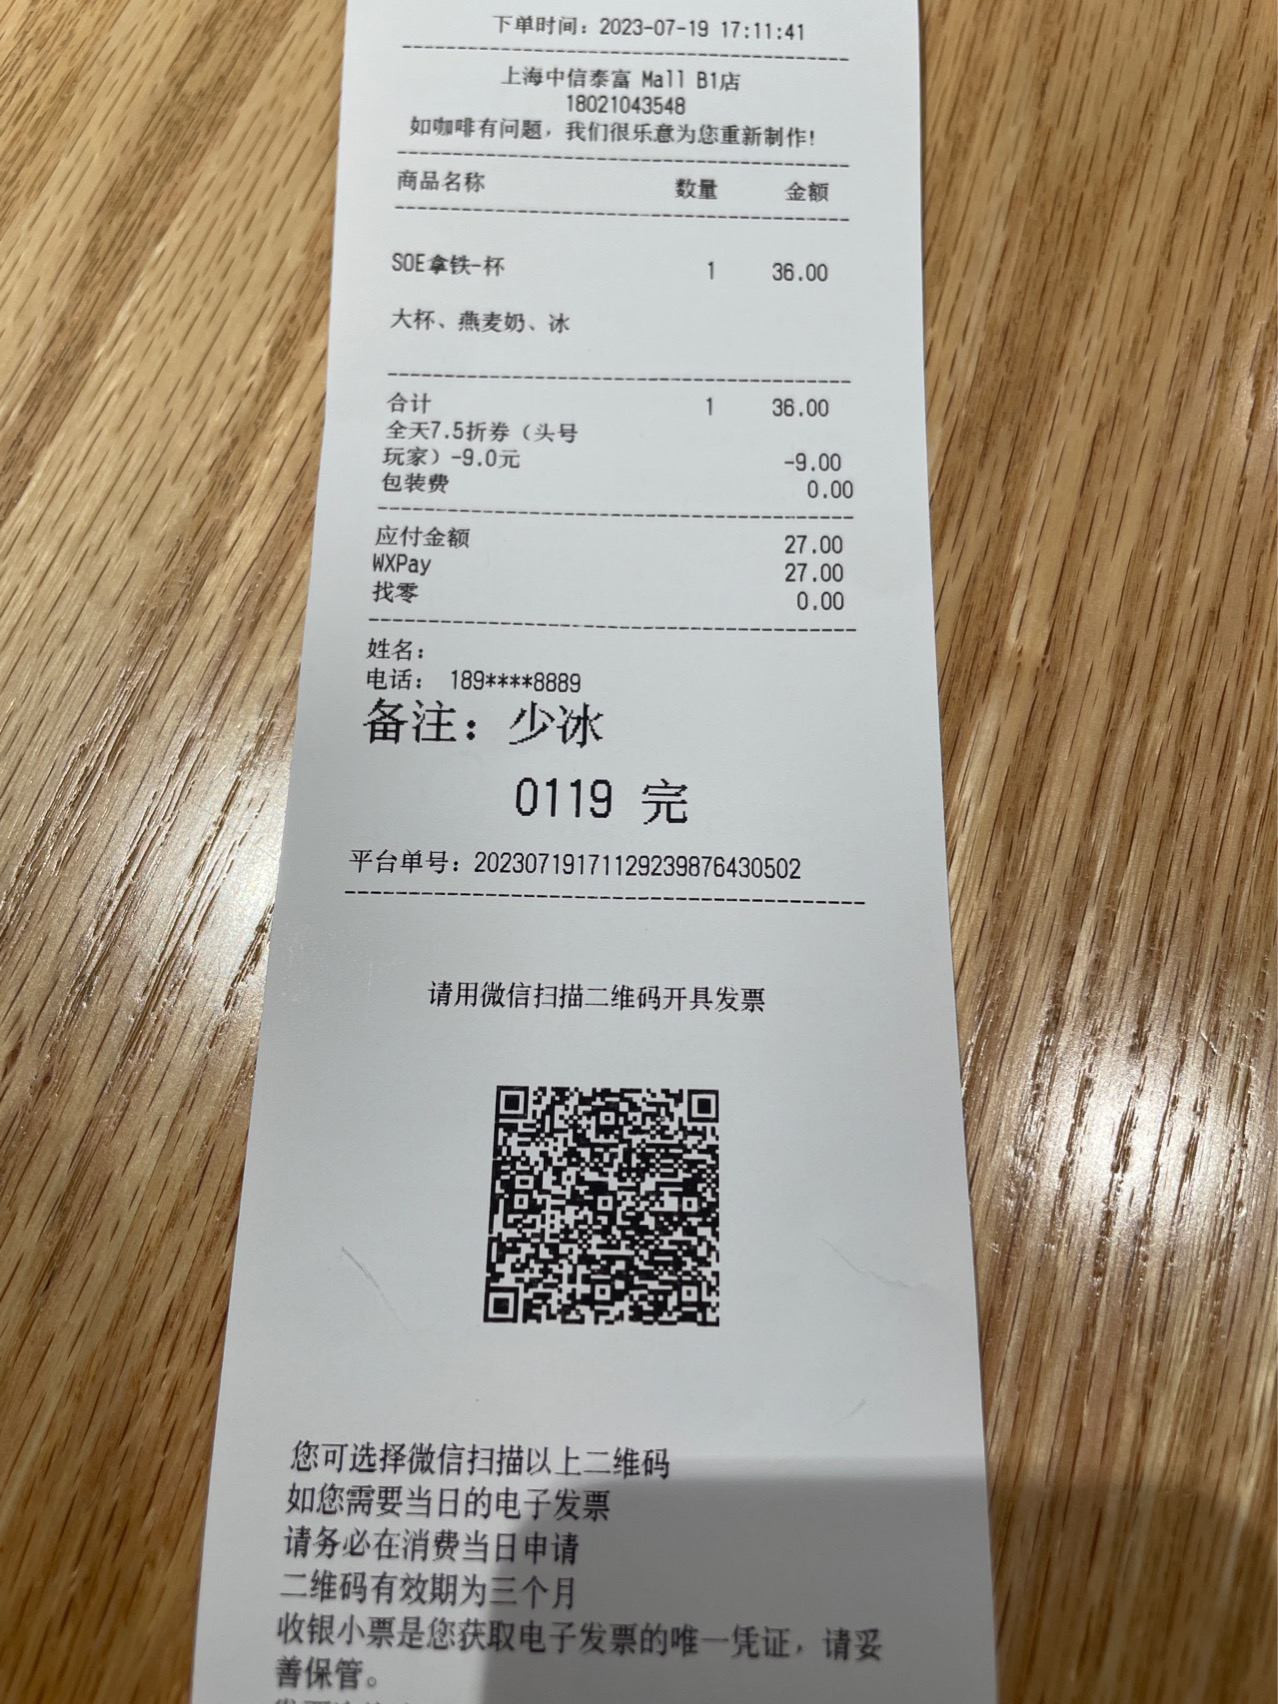 下单时间：2023-07-19 17:11:41
上海中信泰富 Mall B1店
18021043548
如咖啡有问题，我们很乐意为您重新制作！
商品名称 数量 金额
SOE拿铁-杯 1 36.00
大杯、燕麦奶、冰
合计 1 36.00
全天7.5折券（头号
玩家）-9.0元 -9.00
包装费 0.00
应付金额 27.00
WXPay 27.00
找零 0.00
姓名：
电话： 189****8889
备注：少冰
0119 完
平台单号：20230719171129239876430502
请用微信扫描二维码开具发票
您可选择微信扫描以上二维码
如您需要当日的电子发票
请务必在消费当日申请
二维码有效期为三个月
收银小票是您获取电子发票的唯一凭证，请妥
善保管。